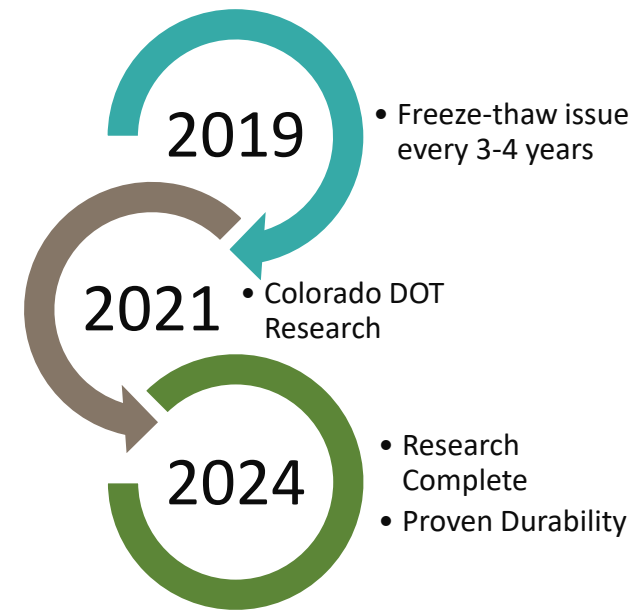 2019
• Freeze-thaw issue
every 3-4 years
2021
• Colorado DOT
Research
2024
• Research
Complete
• Proven Durability